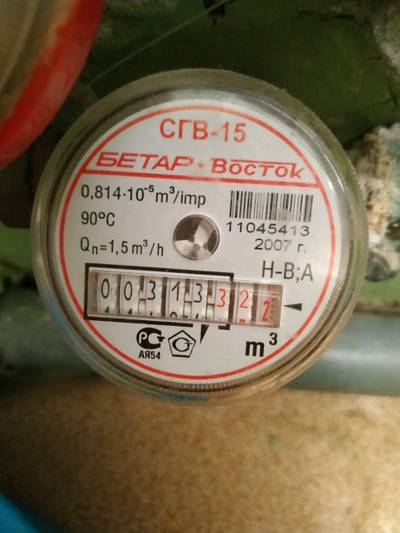 СГВ-15
БЕТАР·Восток
0,814·10⁻⁵m³/imp
90°C
11045413
2007 г.
Qn=1,5 m³/h
H-B;A
0 0 3 1 3 3 2 2
РС
АЯ54
m³